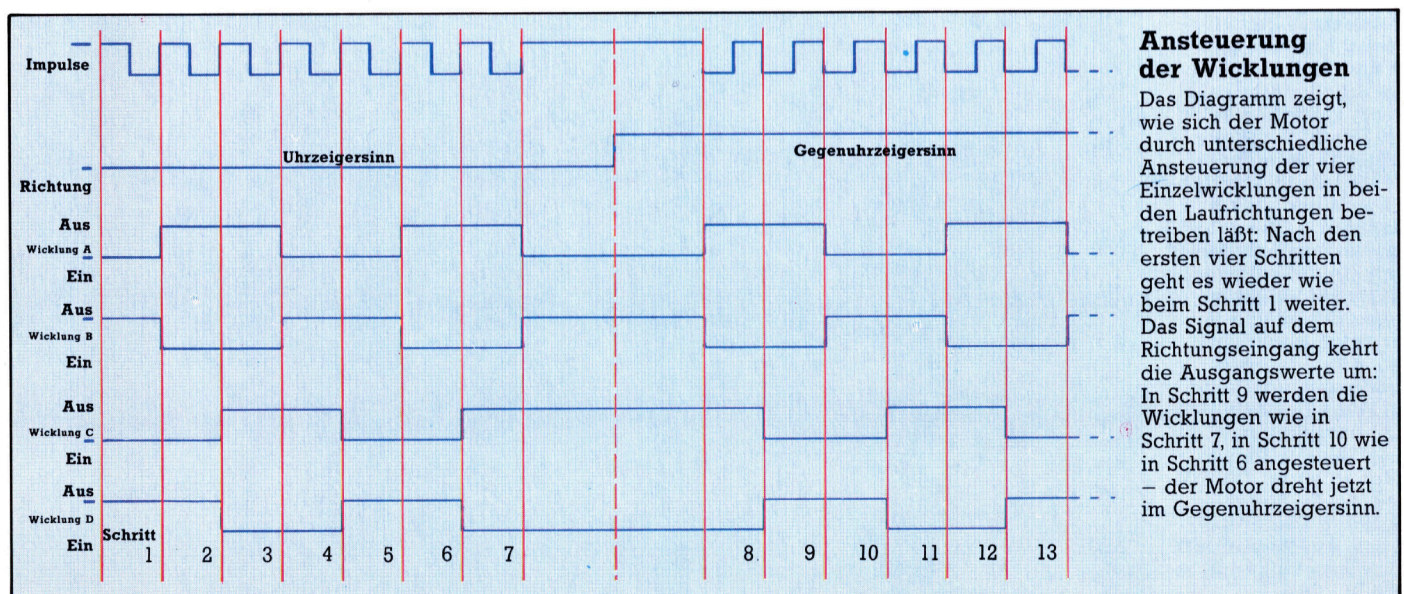 Impulse
Uhrzeigersinn
Gegenuhrzeigersinn
Richtung
Aus
Wicklung A
Ein
Aus
Wicklung B
Ein
Aus
Wicklung C
Ein
Aus
Wicklung D
Ein
Schritt
1 2 3 4 5 6 7 8 9 10 11 12 13
Ansteuerung
der Wicklungen
Das Diagramm zeigt,
wie sich der Motor
durch unterschiedliche
Ansteuerung der vier
Einzelwicklungen in bei-
den Laufrichtungen be-
treiben läßt: Nach den
ersten vier Schritten
geht es wieder wie
beim Schritt 1 weiter.
Das Signal auf dem
Richtungseingang kehrt
die Ausgangswerte um:
In Schritt 9 werden die
Wicklungen wie in
Schritt 7, in Schritt 10 wie
in Schritt 6 angesteuert
– der Motor dreht jetzt
im Gegenuhrzeigersinn.